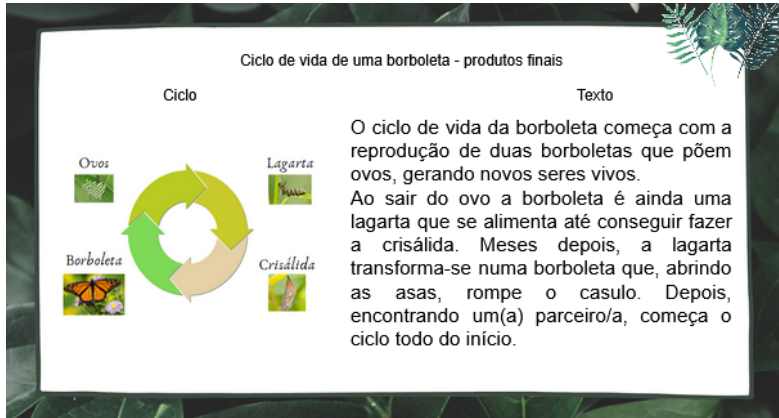 Ciclo de vida de uma borboleta - produtos finais
Ciclo
Texto
Ovos
Lagarta
Borboleta
Crisálida
O ciclo de vida da borboleta começa com a
reprodução de duas borboletas que põem
ovos, gerando novos seres vivos.
Ao sair do ovo a borboleta é ainda uma
lagarta que se alimenta até conseguir fazer
a crisálida. Meses depois, a lagarta
transforma-se numa borboleta que, abrindo
as asas, rompe o casulo. Depois,
encontrando um(a) parceiro/a, começa o
ciclo todo do início.